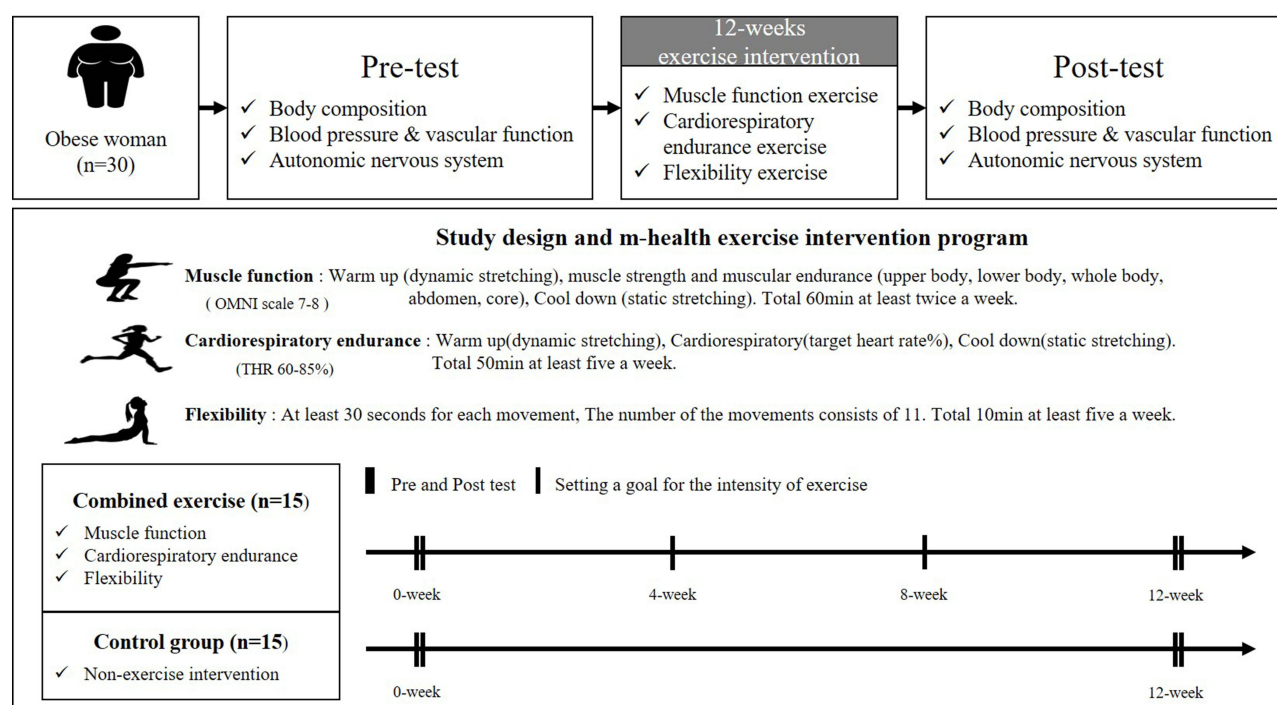 Obese woman
(n=30)
Pre-test
✓ Body composition
✓ Blood pressure & vascular function
✓ Autonomic nervous system
12-weeks
exercise intervention
✓ Muscle function exercise
✓ Cardiorespiratory
endurance exercise
✓ Flexibility exercise
Post-test
✓ Body composition
✓ Blood pressure & vascular function
✓ Autonomic nervous system
Study design and m-health exercise intervention program
Muscle function : Warm up (dynamic stretching), muscle strength and muscular endurance (upper body, lower body, whole body,
( OMNI scale 7-8 ) abdomen, core), Cool down (static stretching). Total 60min at least twice a week.
Cardiorespiratory endurance : Warm up(dynamic stretching), Cardiorespiratory(target heart rate%), Cool down(static stretching).
(THR 60-85%) Total 50min at least five a week.
Flexibility : At least 30 seconds for each movement, The number of the movements consists of 11. Total 10min at least five a week.
Combined exercise (n=15)
✓ Muscle function
✓ Cardiorespiratory endurance
✓ Flexibility
Pre and Post test Setting a goal for the intensity of exercise
0-week 4-week 8-week 12-week
Control group (n=15)
✓ Non-exercise intervention
0-week 12-week